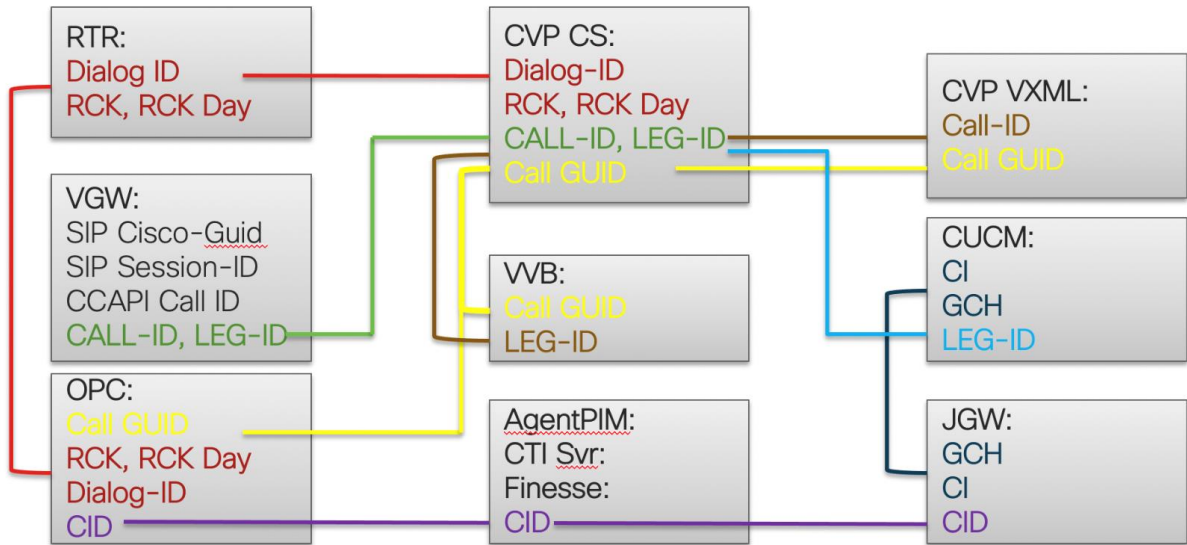 RTR:
Dialog ID
RCK, RCK Day
VGW:
SIP Cisco-Guid
SIP Session-ID
CCAPI Call ID
CALL-ID, LEG-ID
OPC:
Call GUID
RCK, RCK Day
Dialog-ID
CID
CVP CS:
Dialog-ID
RCK, RCK Day
CALL-ID, LEG-ID
Call GUID
VVB:
Call GUID
LEG-ID
AgentPIM:
CTI Svr:
Finesse:
CID
CVP VXML:
Call-ID
Call GUID
CUCM:
CI
GCH
LEG-ID
JGW:
GCH
CI
CID